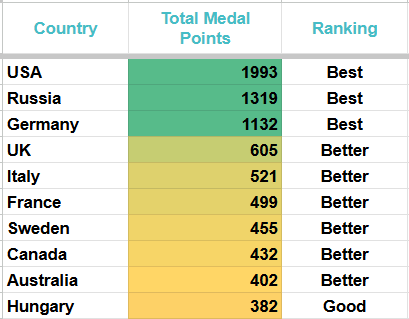 Country Total Medal Points Ranking
USA 1993 Best
Russia 1319 Best
Germany 1132 Best
UK 605 Better
Italy 521 Better
France 499 Better
Sweden 455 Better
Canada 432 Better
Australia 402 Better
Hungary 382 Good